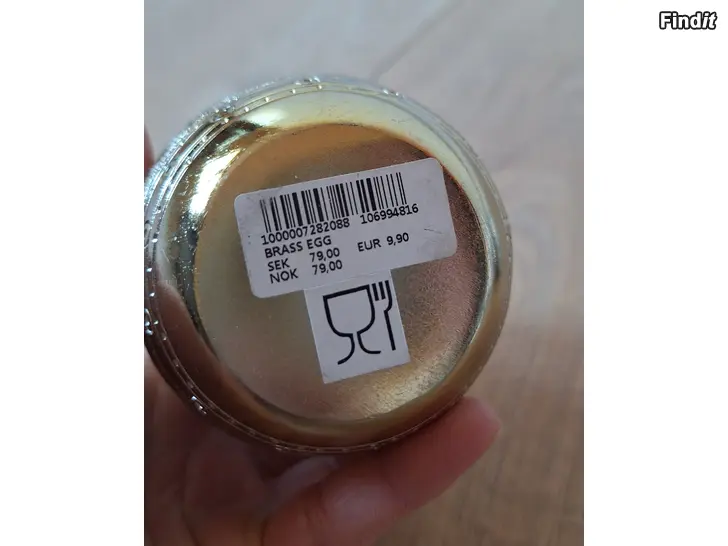 Findit
1000007282088 106994816
BRASS EGG
SEK 79,00 EUR 9,90
NOK 79,00